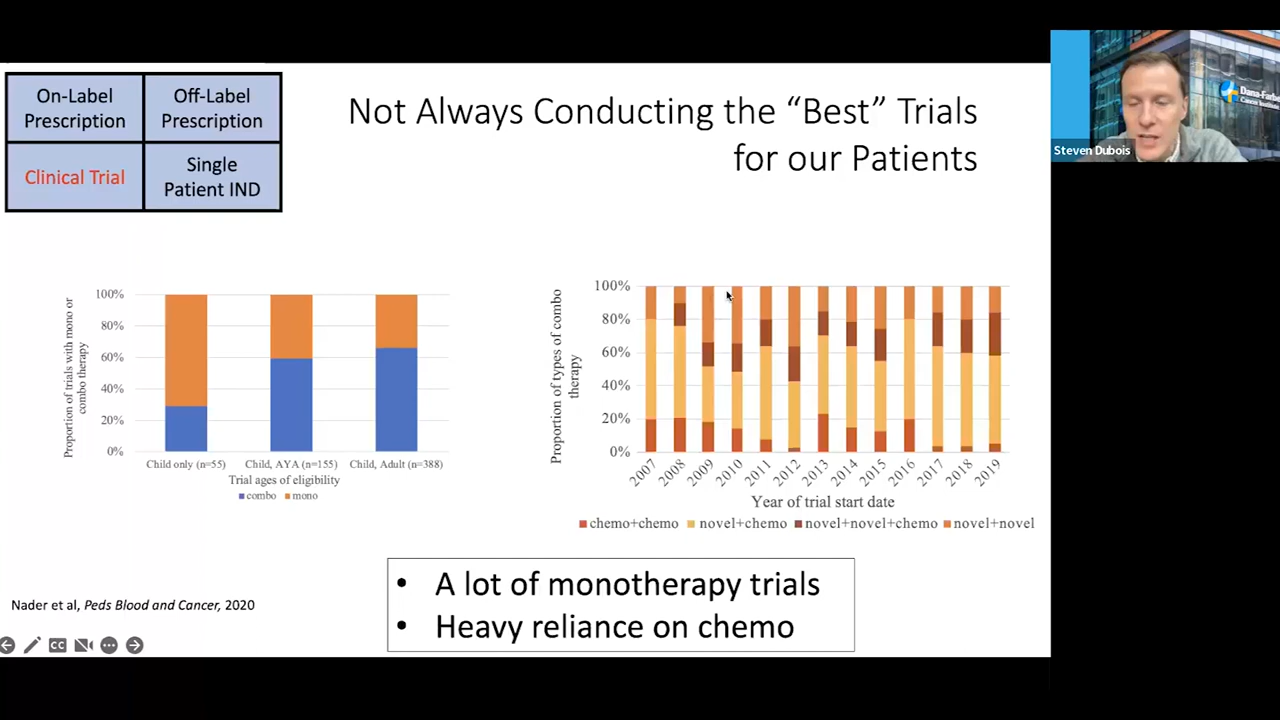 On-Label
Prescription
Off-Label
Prescription
Clinical Trial
Single
Patient IND
Not Always Conducting the “Best” Trials
for our Patients
Steven Dubois
Dana-Farber
Cancer Institute
Proportion of trials with mono or
combo therapy
100%
80%
60%
40%
20%
0%
Child only (n=55)
Child, AYA (n=155)
Child, Adult (n=388)
Trial ages of eligibility
combo
mono
Proportion of types of combo
therapy
100%
80%
60%
40%
20%
0%
2007
2008
2009
2010
2011
2012
2013
2014
2015
2016
2017
2018
2019
Year of trial start date
chemo+chemo
novel+chemo
novel+novel+chemo
novel+novel
• A lot of monotherapy trials
• Heavy reliance on chemo
Nader et al, Peds Blood and Cancer, 2020
CC